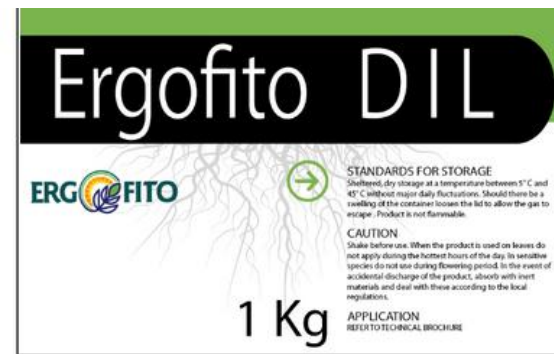 Ergofito DIL
ERGOFITO
STANDARDS FOR STORAGE
Sheltered, dry storage at a temperature between 5° C and
45° C without major daily fluctuations. Should there be a
swelling of the container loosen the lid to allow the gas to
escape. Product is not flammable.
CAUTION
Shake before use. When the product is used on leaves do
not apply during the hottest hours of the day. In sensitive
species do not use during flowering period. In the event of
accidental discharge of the product, absorb with inert
materials and deal with these according to the local
regulations.
1 Kg
APPLICATION
REFER TO TECHNICAL BROCHURE